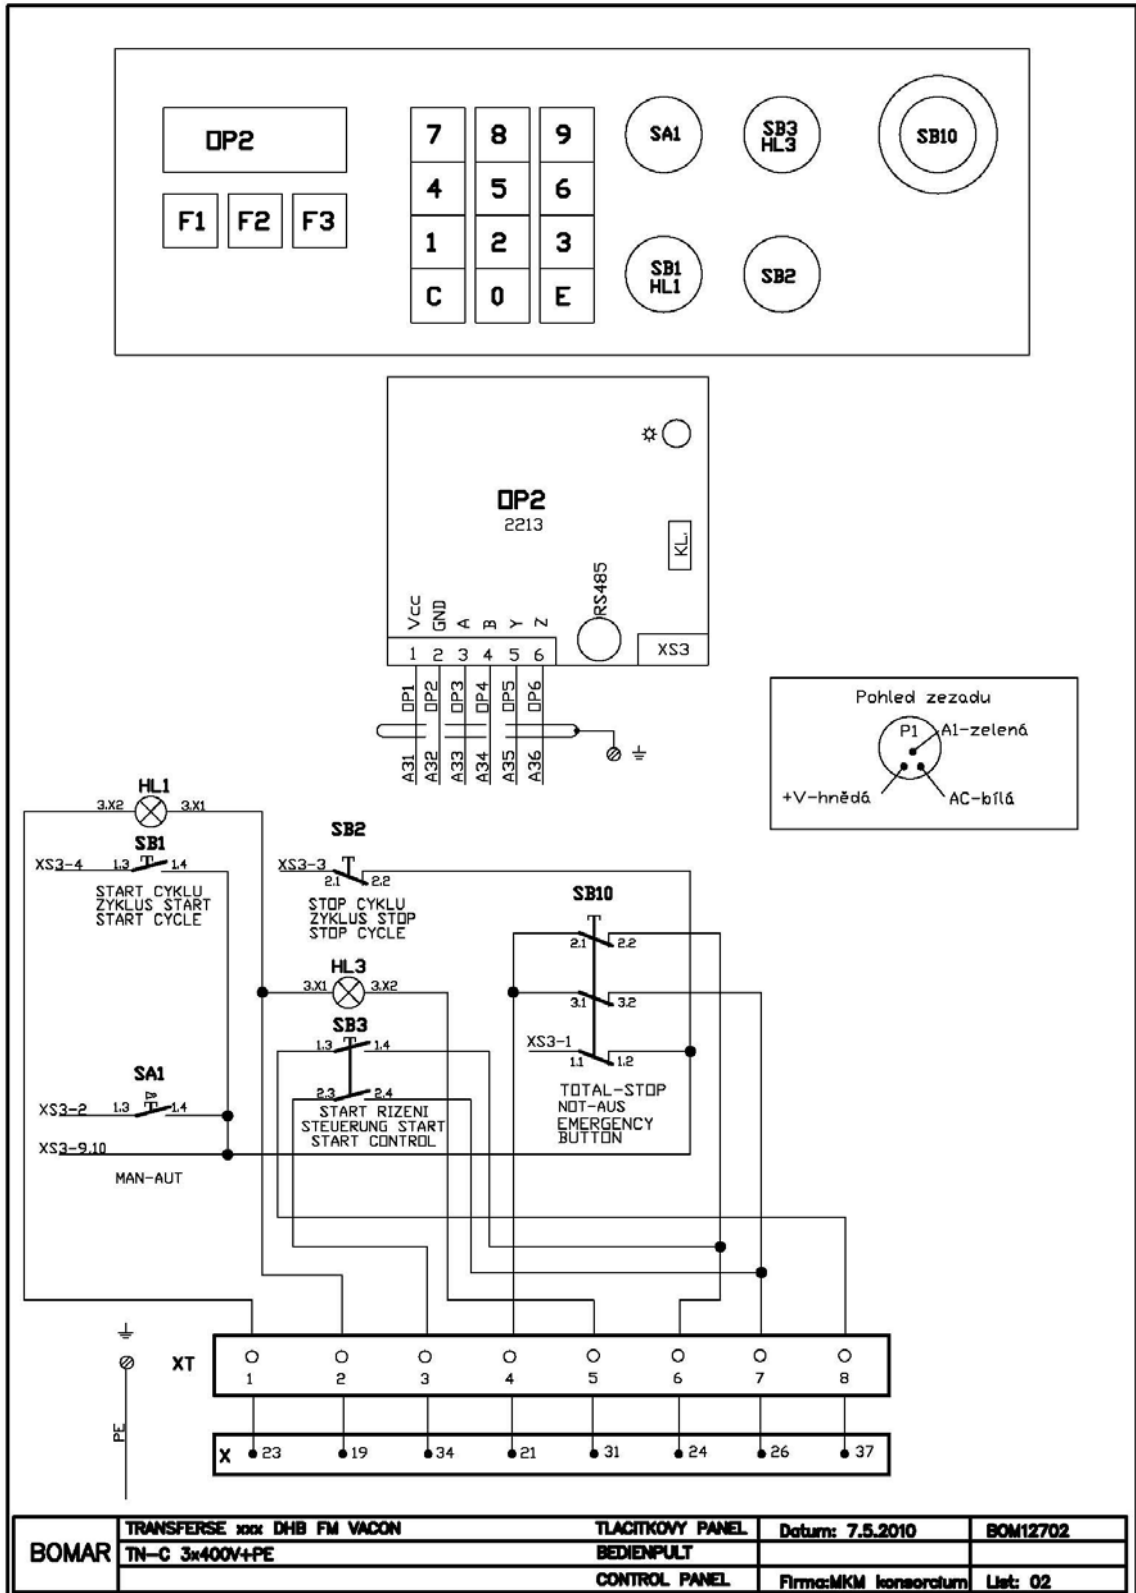 OP2
F1 F2 F3
7 8 9
4 5 6
1 2 3
C 0 E
SA1
SB3
HL3
SB10
SB1
HL1
SB2
OP2
2213
KL.
RS485
Vcc GND A B Y Z
1 2 3 4 5 6
XS3
OP1 OP2 OP3 OP4 OP5 OP6
A31 A32 A33 A34 A35 A36
Pohled zezadu
P1
A1-zelená
+V-hnědá
AC-bílá
HL1
3.X2 3.X1
SB1
XS3-4 1.3 1.4
START CYKLU
ZYKLUS START
START CYCLE
SB2
XS3-3
2.1 2.2
STOP CYKLU
ZYKLUS STOP
STOP CYCLE
SB10
2.1 2.2
3.1 3.2
XS3-1
1.1 1.2
TOTAL-STOP
NOT-AUS
EMERGENCY
BUTTON
HL3
3.X1 3.X2
SB3
1.3 1.4
2.3 2.4
START RIZENI
STEUERUNG START
START CONTROL
SA1
XS3-2 1.3 1.4
XS3-9,10
MAN-AUT
PE
XT
1 2 3 4 5 6 7 8
X 23 19 34 21 31 24 26 37
BOMAR
TRANSFERSE xxx DHB FM VACON TLACITKOVY PANEL Datum: 7.5.2010 BOM12702
TN-C 3x400V+PE BEDIENPULT
CONTROL PANEL Firma:MKM konsorcium List: 02